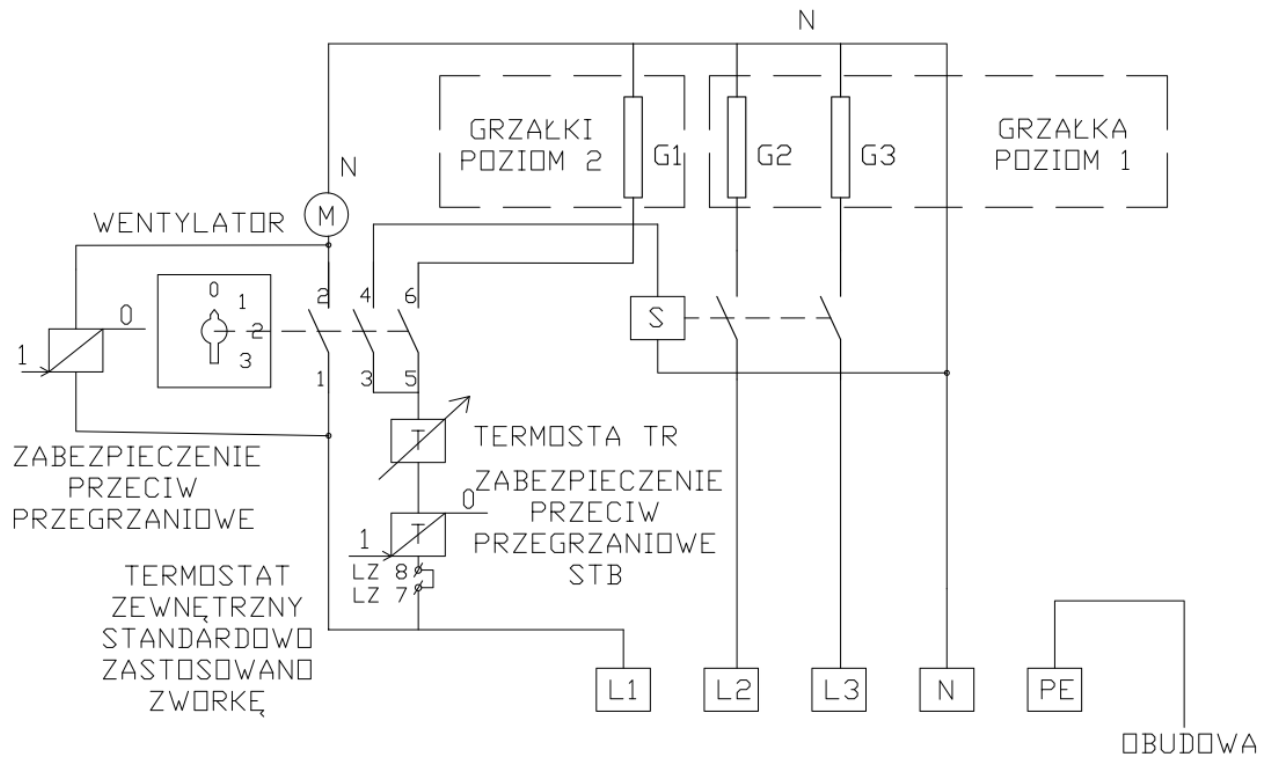 N
GRZAŁKI
POZIOM 2
G1
G2
G3
GRZAŁKA
POZIOM 1
N
WENTYLATOR
M
0
1
2
3
0
1
2
4
6
1
3
5
S
ZABEZPIECZENIE
PRZECIW
PRZEGRZANIOWE
T
TERMOSTA TR
ZABEZPIECZENIE
PRZECIW
PRZEGRZANIOWE
STB
0
1
T
LZ 8
LZ 7
TERMOSTAT
ZEWNĘTRZNY
STANDARDOWO
ZASTOSOWANO
ZWORKĘ
L1
L2
L3
N
PE
OBUDOWA